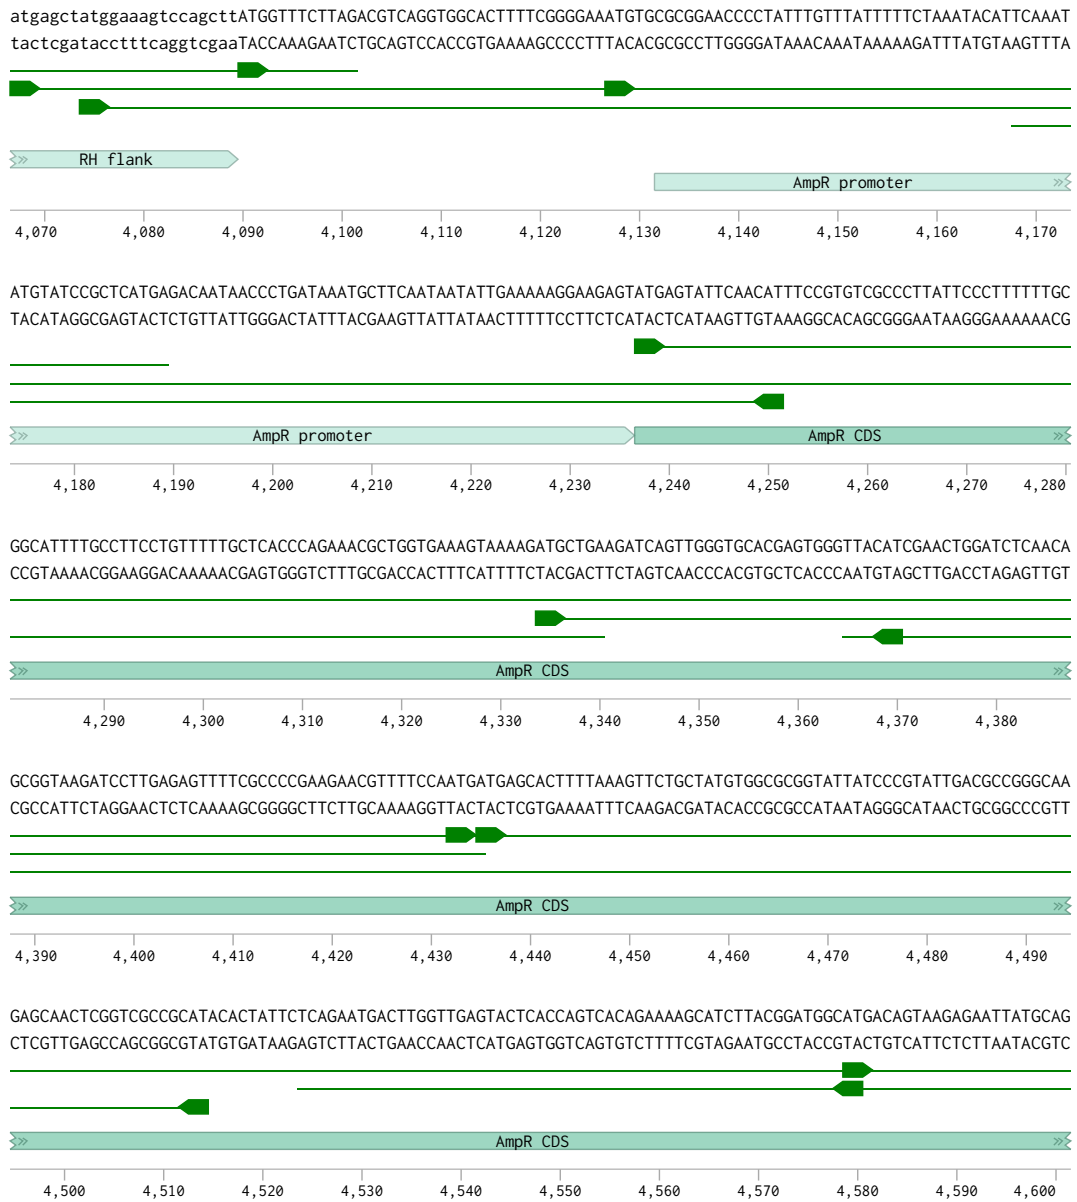 atgagctatggaaagtccagcttATGGTTTCTTAGACGTCAGGTGGCACTTTTCGGGGAAATGTGCGCGGAACCCCTATTTGTTTATTTTTCTAAATACATTCAAAT
tactcgatacctttcaggtcgaaTACCAAAGAATCTGCAGTCCACCGTGAAAAGCCCCTTTACACGCGCCTTGGGGATAAACAAATAAAAAGATTTATGTAAGTTTA
RH flank
AmpR promoter
4,070 4,080 4,090 4,100 4,110 4,120 4,130 4,140 4,150 4,160 4,170
ATGTATCCGCTCATGAGACAATAACCCTGATAAATGCTTCAATAATATTGAAAAAGGAAGAGTATGAGTATTCAACATTTCCGTGTCGCCCTTATTCCCTTTTTTGC
TACATAGGCGAGTACTCTGTTATTGGGACTATTTACGAAGTTATTATAACTTTTTCCTTCTCATACTCATAAGTTGTAAAGGCACAGCGGGAATAAGGGAAAAAACG
AmpR promoter AmpR CDS
4,180 4,190 4,200 4,210 4,220 4,230 4,240 4,250 4,260 4,270 4,280
GGCATTTTGCCTTCCTGTTTTTGCTCACCCAGAAACGCTGGTGAAAGTAAAAGATGCTGAAGATCAGTTGGGTGCACGAGTGGGTTACATCGAACTGGATCTCAACA
CCGTAAAACGGAAGGACAAAAACGAGTGGGTCTTTGCGACCACTTTCATTTTCTACGACTTCTAGTCAACCCACGTGCTCACCCAATGTAGCTTGACCTAGAGTTGT
AmpR CDS
4,290 4,300 4,310 4,320 4,330 4,340 4,350 4,360 4,370 4,380
GCGGTAAGATCCTTGAGAGTTTTCGCCCCGAAGAACGTTTTCCAATGATGAGCACTTTTAAAGTTCTGCTATGTGGCGCGGTATTATCCCGTATTGACGCCGGGCAA
CGCCATTCTAGGAACTCTCAAAAGCGGGGCTTCTTGCAAAAGGTTACTACTCGTGAAAATTTCAAGACGATACACCGCGCCATAATAGGGCATAACTGCGGCCCGTT
AmpR CDS
4,390 4,400 4,410 4,420 4,430 4,440 4,450 4,460 4,470 4,480 4,490
GAGCAACTCGGTCGCCGCATACACTATTCTCAGAATGACTTGGTTGAGTACTCACCAGTCACAGAAAAGCATCTTACGGATGGCATGACAGTAAGAGAATTATGCAG
CTCGTTGAGCCAGCGGCGTATGTGATAAGAGTCTTACTGAACCAACTCATGAGTGGTCAGTGTCTTTTCGTAGAATGCCTACCGTACTGTCATTCTCTTAATACGTC
AmpR CDS
4,500 4,510 4,520 4,530 4,540 4,550 4,560 4,570 4,580 4,590 4,600